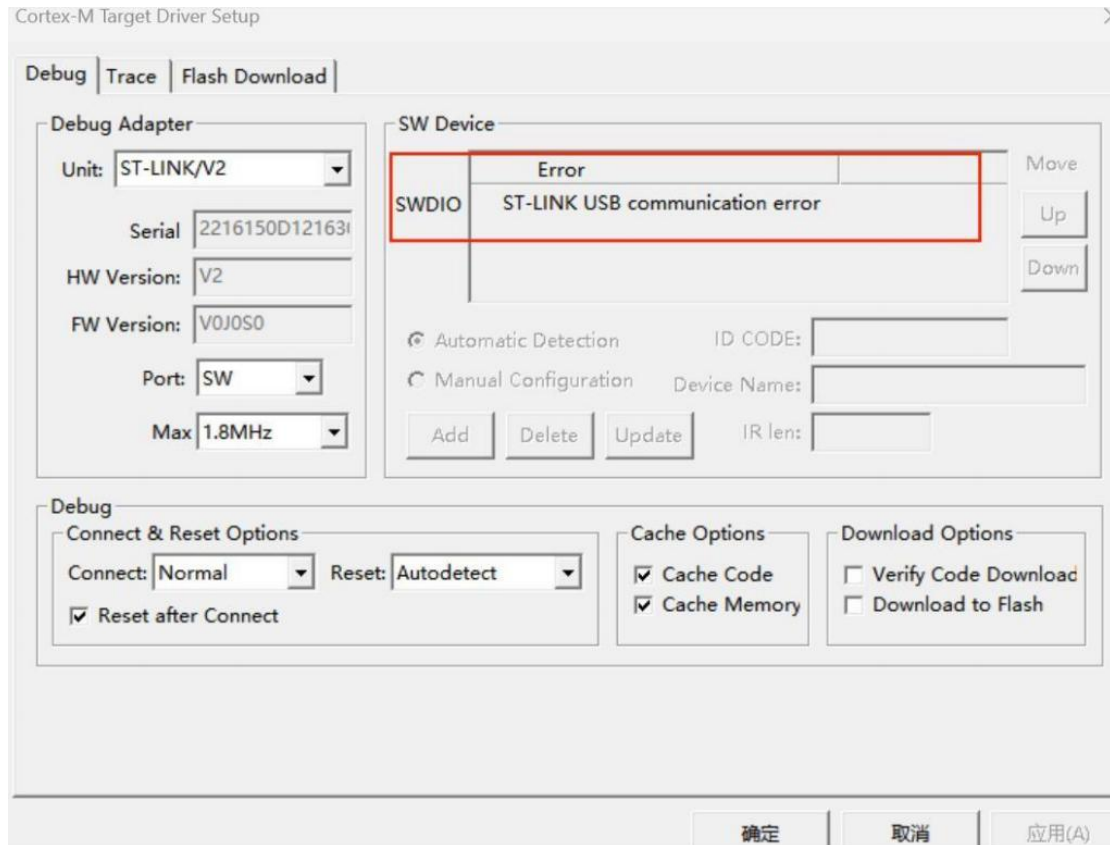 Cortex-M Target Driver Setup
Debug Trace Flash Download
Debug Adapter
Unit: ST-LINK/V2
Serial 2216150D12163
HW Version: V2
FW Version: V0J0S0
Port: SW
Max 1.8MHz
SW Device
Error
SWDIO ST-LINK USB communication error
Move
Up
Down
Automatic Detection ID CODE:
Manual Configuration Device Name:
Add Delete Update IR len:
Debug
Connect & Reset Options
Connect: Normal Reset: Autodetect
Reset after Connect
Cache Options
Cache Code
Cache Memory
Download Options
Verify Code Download
Download to Flash
确定 取消 应用(A)